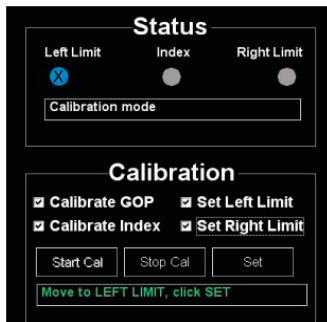 Status
Left Limit Index Right Limit
X
Calibration mode
Calibration
Calibrate GOP Set Left Limit
Calibrate Index Set Right Limit
Start Cal Stop Cal Set
Move to LEFT LIMIT, click SET